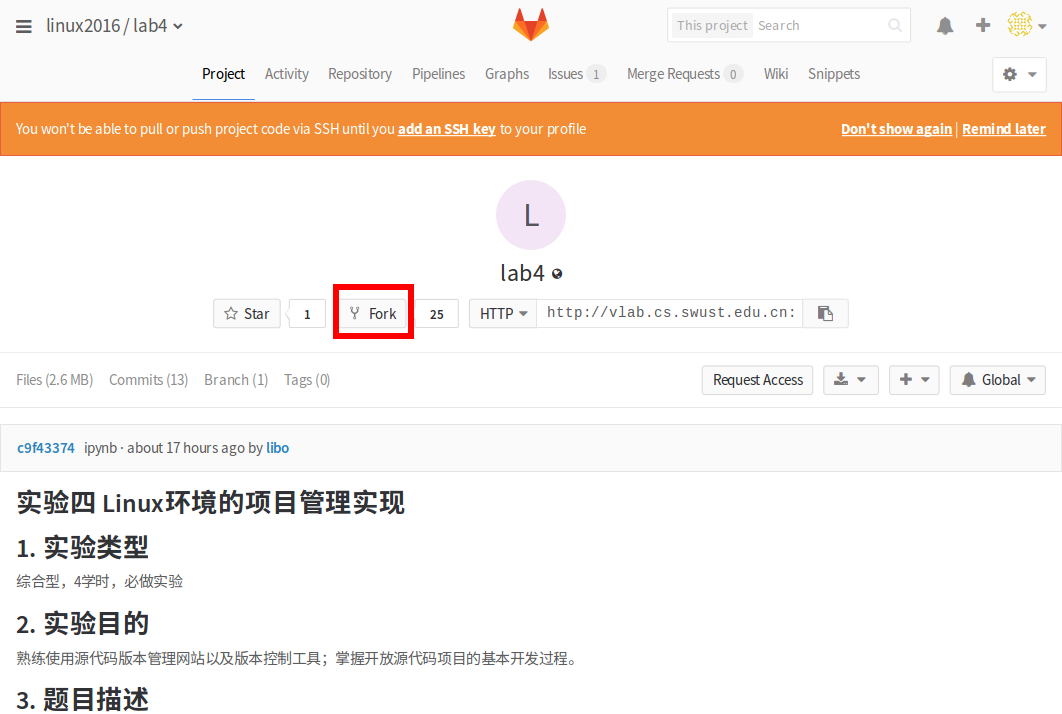 linux2016 / lab4
This project Search
Project Activity Repository Pipelines Graphs Issues 1 Merge Requests 0 Wiki Snippets
You won't be able to pull or push project code via SSH until you add an SSH key to your profile Don't show again | Remind later
L
lab4
Star 1 Fork 25 HTTP http://vlab.cs.swust.edu.cn:
Files (2.6 MB) Commits (13) Branch (1) Tags (0) Request Access Global
c9f43374 ipynb · about 17 hours ago by libo
实验四 Linux环境的项目管理实现
1. 实验类型
综合型，4学时，必做实验
2. 实验目的
熟练使用源代码版本管理网站以及版本控制工具；掌握开放源代码项目的基本开发过程。
3. 题目描述